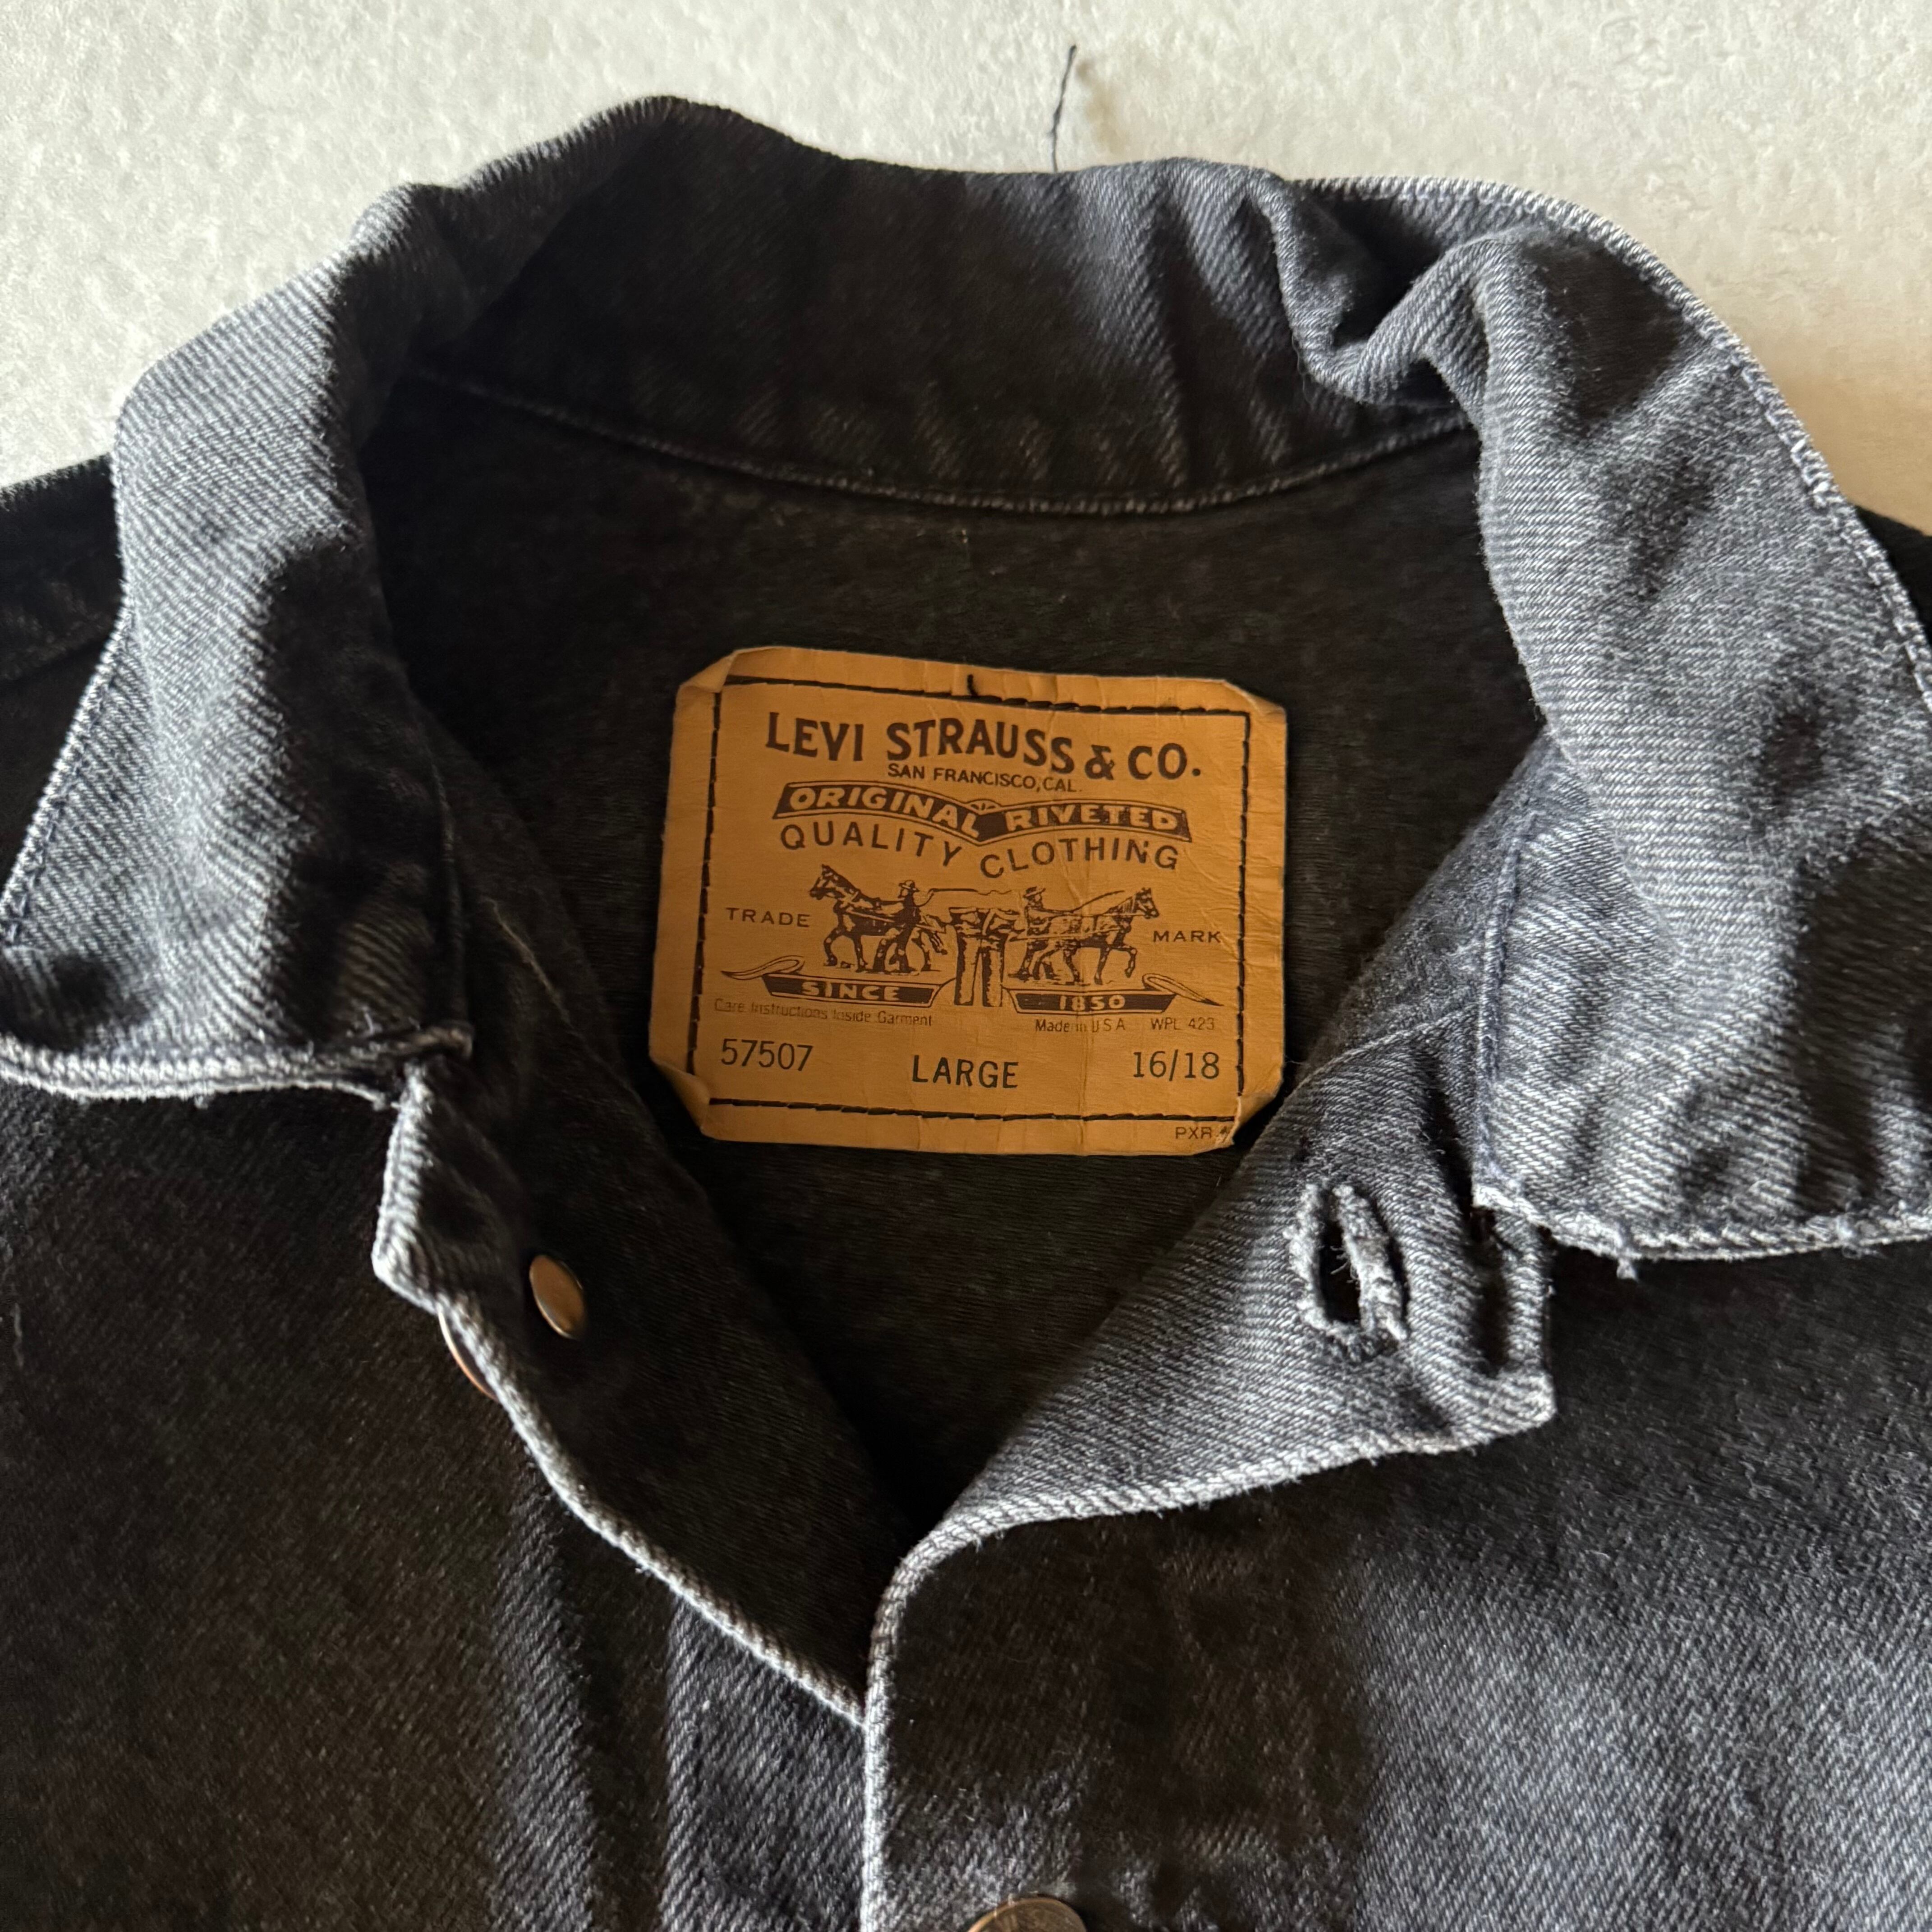 LEVI STRAUSS & CO.
SAN FRANCISCO, CAL.
ORIGINAL RIVETED
QUALITY CLOTHING
TRADE MARK
SINCE 1850
Care Instructions Inside Garment Made in U S A WPL 423
57507 LARGE 16/18
PXR